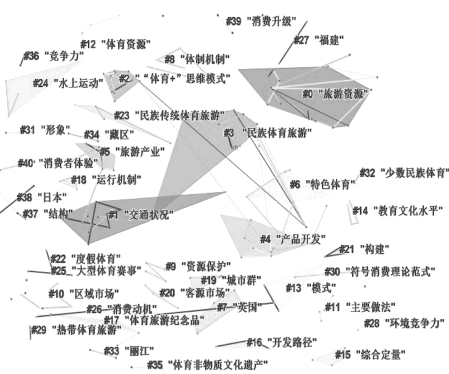 #39 "消费升级"
#27 "福建"
#12 "体育资源"
#36 "竞争力"
#8 "体制机制"
#24 "水上运动"
#2 "“体育+”思维模式"
#0 "旅游资源"
#23 "民族传统体育旅游"
#31 "形象"
#34 "藏区"
#3 "民族体育旅游"
#5 "旅游产业"
#40 "消费者体验"
#18 "运行机制"
#32 "少数民族体育"
#6 "特色体育"
#38 "日本"
#37 "结构"
#1 "交通状况"
#14 "教育文化水平"
#4 "产品开发"
#21 "构建"
#22 "度假体育"
#25 "大型体育赛事"
#9 "资源保护"
#30 "符号消费理论范式"
#19 "城市群"
#13 "模式"
#10 "区域市场"
#20 "客源市场"
#26 "消费动机"
#7 "英国"
#11 "主要做法"
#17 "体育旅游纪念品"
#28 "环境竞争力"
#29 "热带体育旅游"
#16 "开发路径"
#33 "丽江"
#15 "综合定量"
#35 "体育非物质文化遗产"